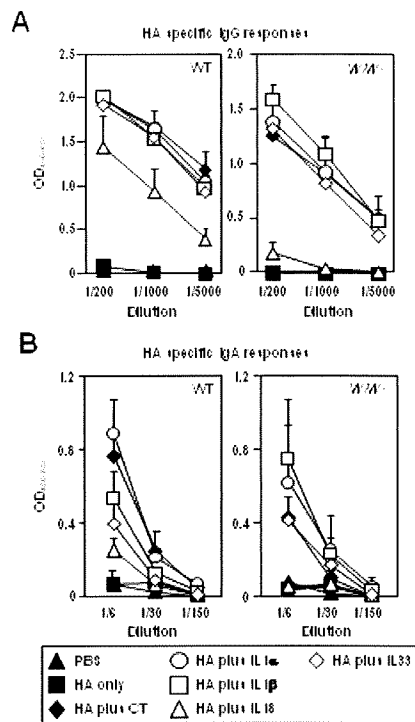 A
HA specific IgG responses
WT
2.5
2.0
1.5
1.0
0.5
0
2.0
1.5
1.0
0.5
0
1/200 1/1000 1/5000
1/200 1/1000 1/5000
Dilution
Dilution
B
HA specific IgA responses
WT
1.2
0.8
0.4
0
1.2
0.8
0.4
0
1/6 1/30 1/150
1/6 1/30 1/150
Dilution
Dilution
PBS
HA plus IL1α
HA plus IL33
HA only
HA plus IL1β
HA plus CT
HA plus IL18